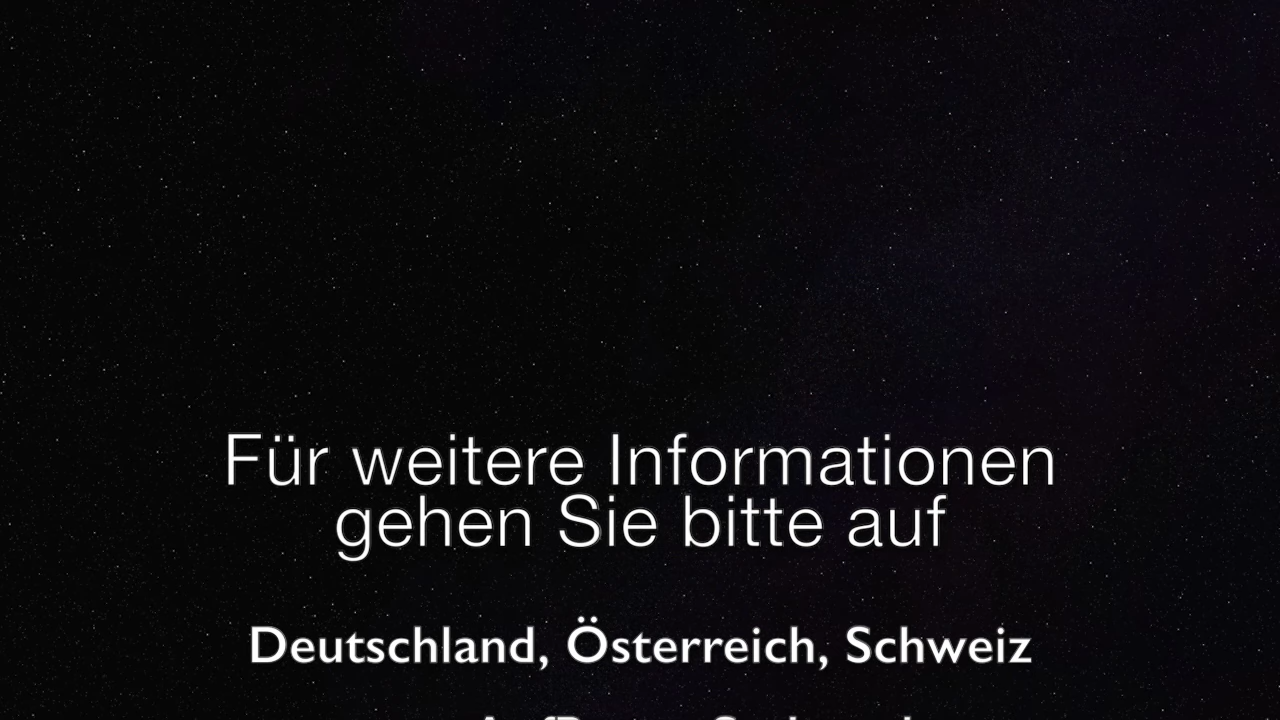 Für weitere Informationen
gehen Sie bitte auf
Deutschland, Österreich, Schweiz